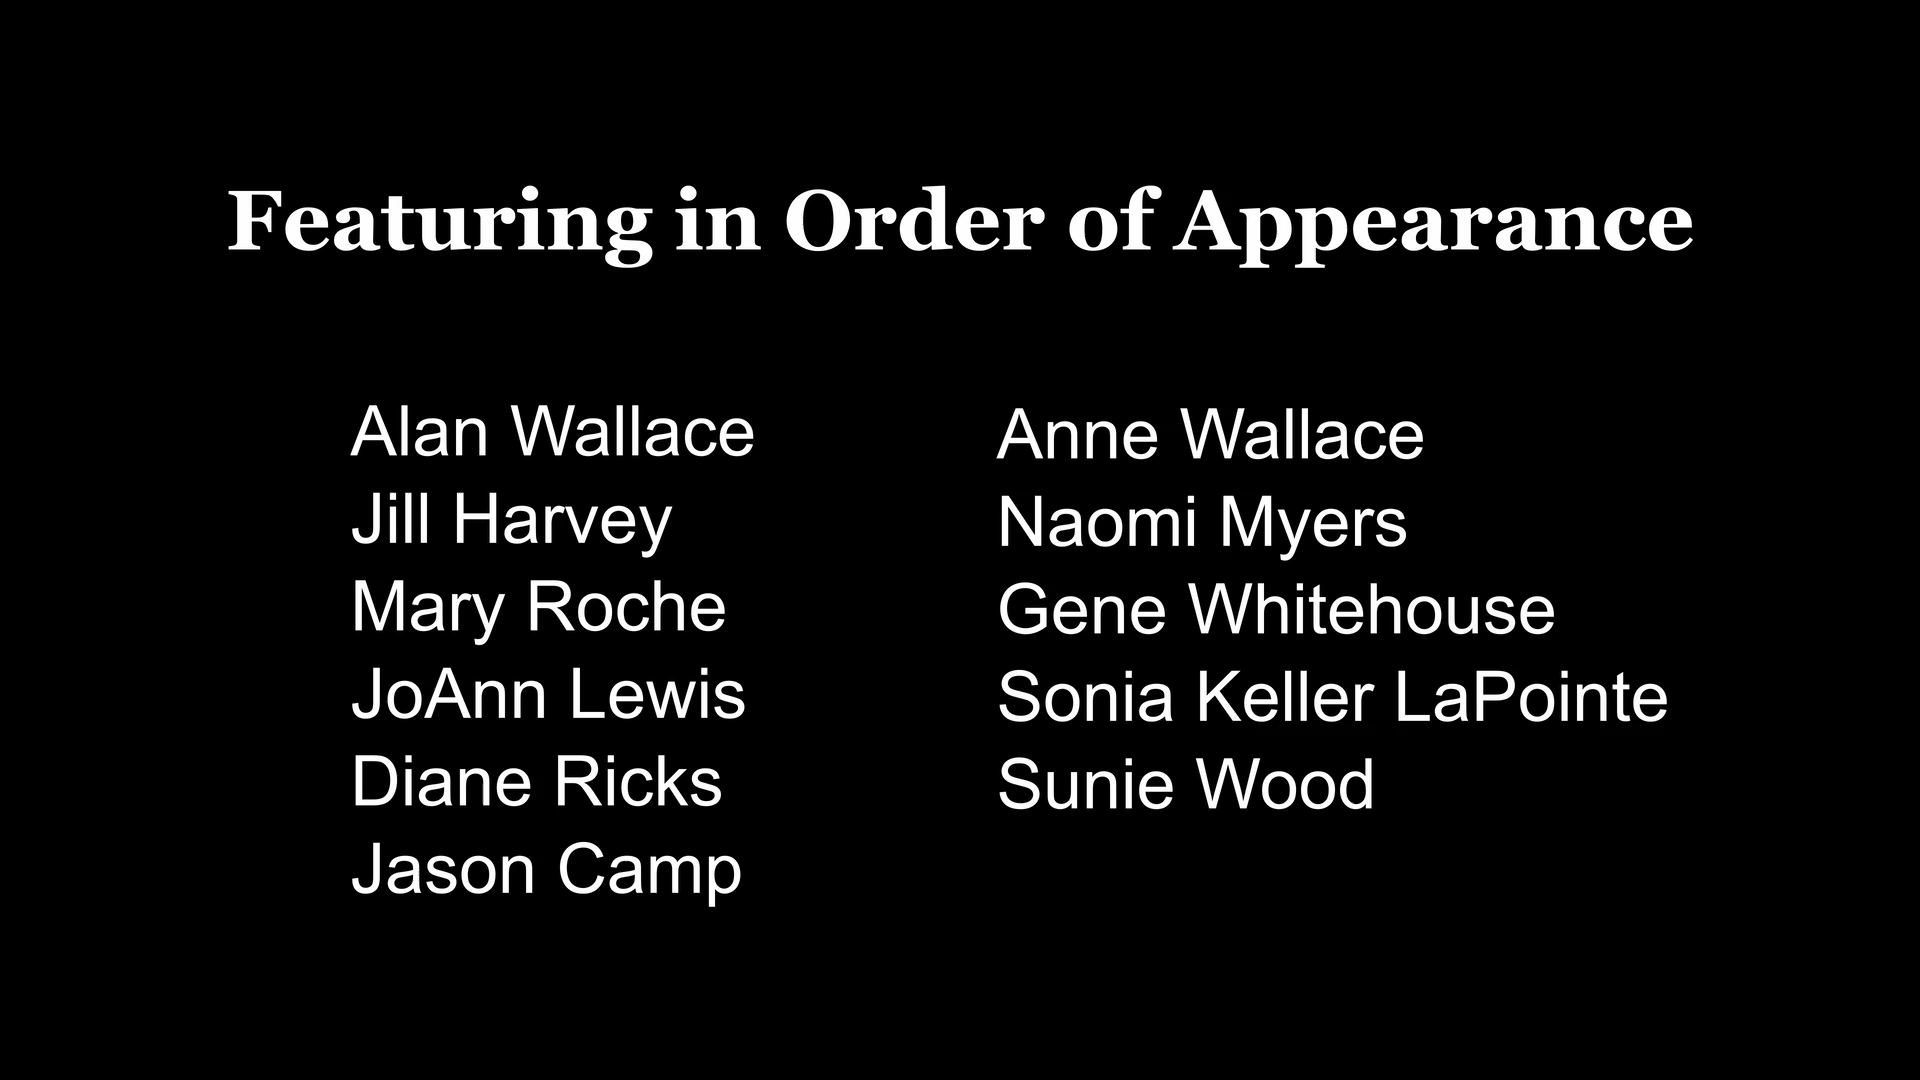 Featuring in Order of Appearance
Alan Wallace
Jill Harvey
Mary Roche
JoAnn Lewis
Diane Ricks
Jason Camp
Anne Wallace
Naomi Myers
Gene Whitehouse
Sonia Keller LaPointe
Sunie Wood